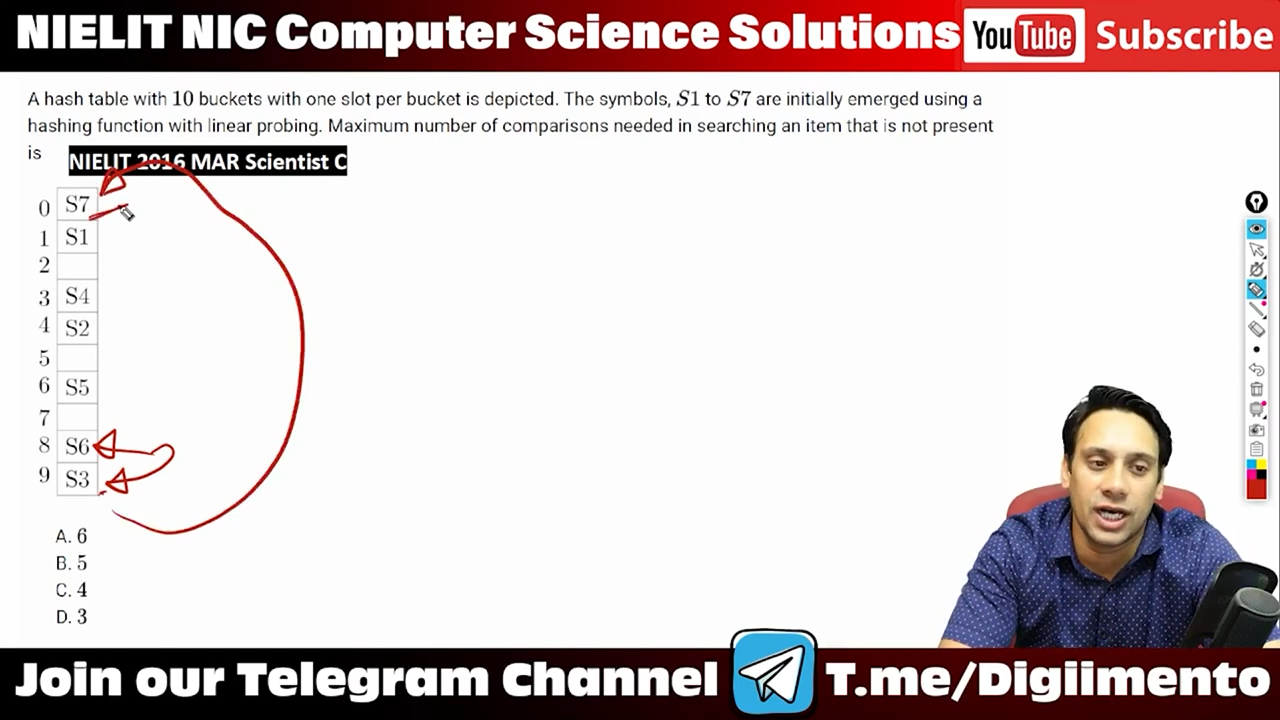 NIELIT NIC Computer Science Solutions YouTube Subscribe
A hash table with 10 buckets with one slot per bucket is depicted. The symbols, S1 to S7 are initially emerged using a
hashing function with linear probing. Maximum number of comparisons needed in searching an item that is not present
is NIELIT 2016 MAR Scientist C
0 S7
1 S1
2
3 S4
4 S2
5
6 S5
7
8 S6
9 S3
A. 6
B. 5
C. 4
D. 3
Join our Telegram Channel T.me/Digiimento